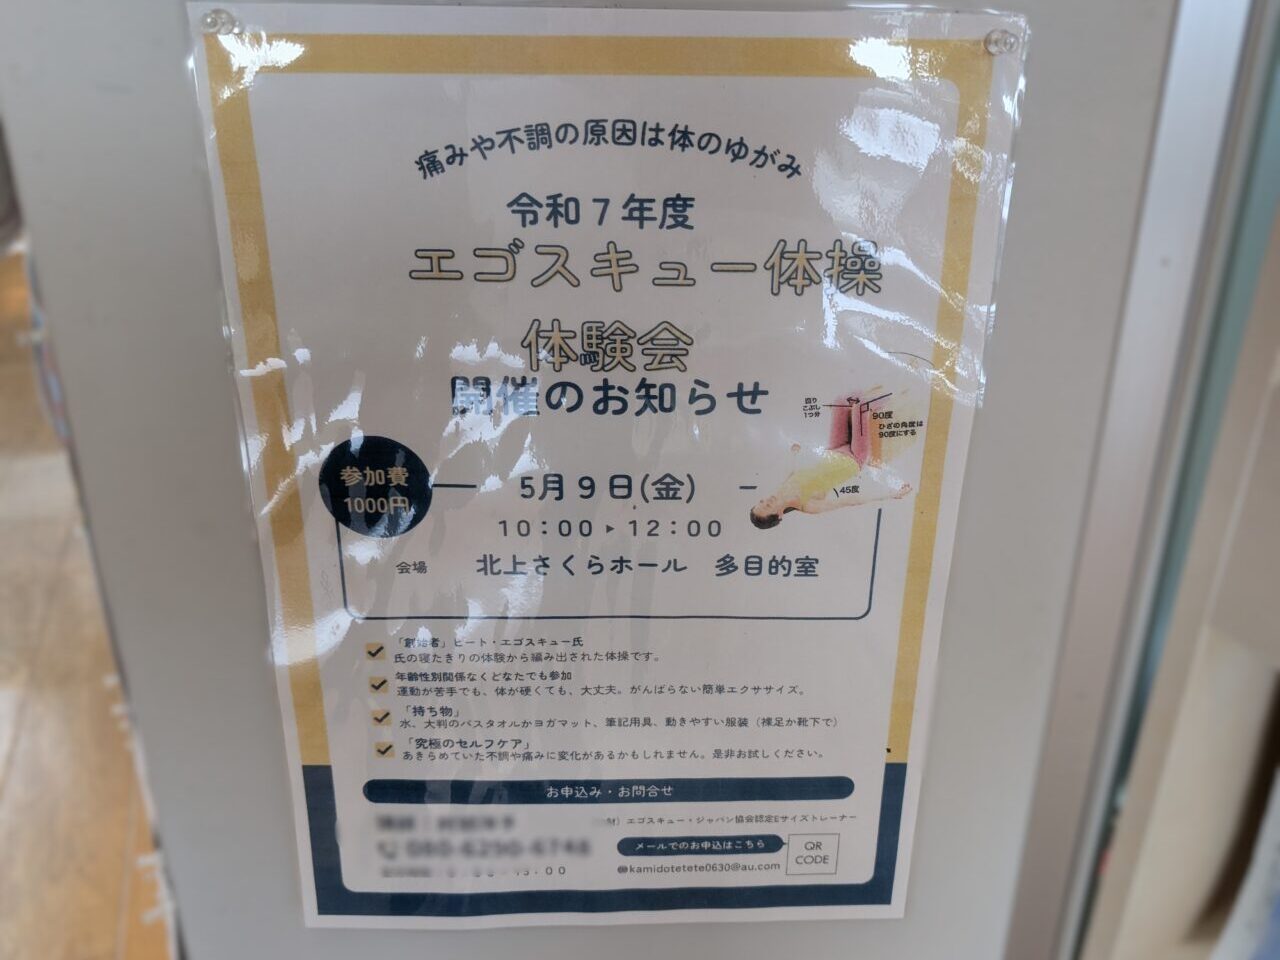 痛みや不調の原因は体のゆがみ
令和7年度
エゴスキュー体操
体験会
開催のお知らせ
参加費
1000円
5月9日(金)
10:00▶12:00
会場 北上さくらホール 多目的室
こぶし
1つ分
90度
ひざの角度は
90度にする
45度
「創始者」ピート・エゴスキュー氏
氏の寝たきりの体験から編み出された体操です。
年齢性別関係なくどなたでも参加
運動が苦手でも、体が硬くても、大丈夫。がんばらない簡単エクササイズ。
「持ち物」
水、大判のバスタオルかヨガマット、筆記用具、動きやすい服装（裸足か靴下で）
「究極のセルフケア」
あきらめていた不調や痛みに変化があるかもしれません。是非お試しください。
お申込み・お問合せ
エゴスキュー・ジャパン協会認定Eサイズトレーナー
メールでのお申込はこちら
kamidotetete0630@au.com
QR
CODE